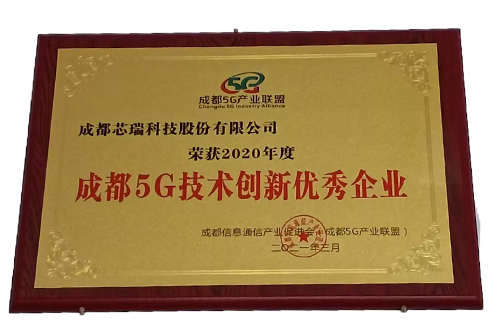 5G
成都5G产业联盟
Chengdu 5G Industry Alliance
成都芯瑞科技股份有限公司
荣获2020年度
成都5G技术创新优秀企业
成都信息通信产业促进会（成都5G产业联盟）
二〇二一年三月